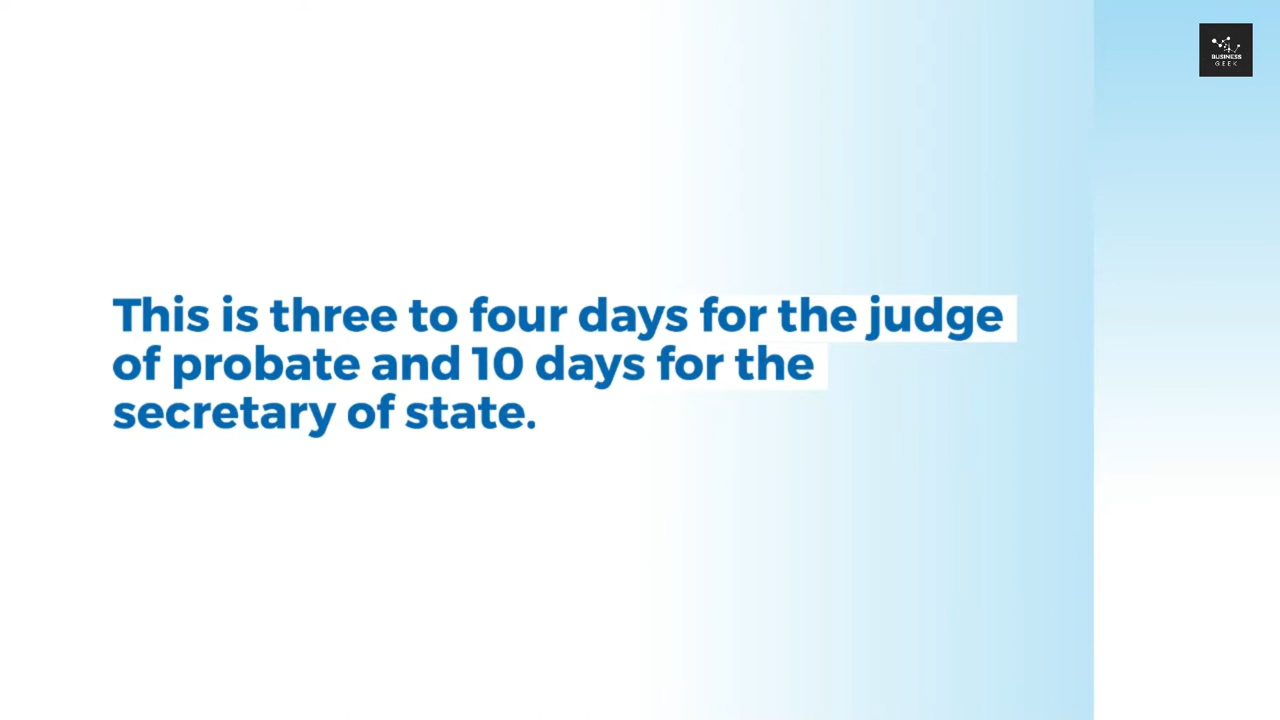 BUSINESS
GEEK
This is three to four days for the judge
of probate and 10 days for the
secretary of state.